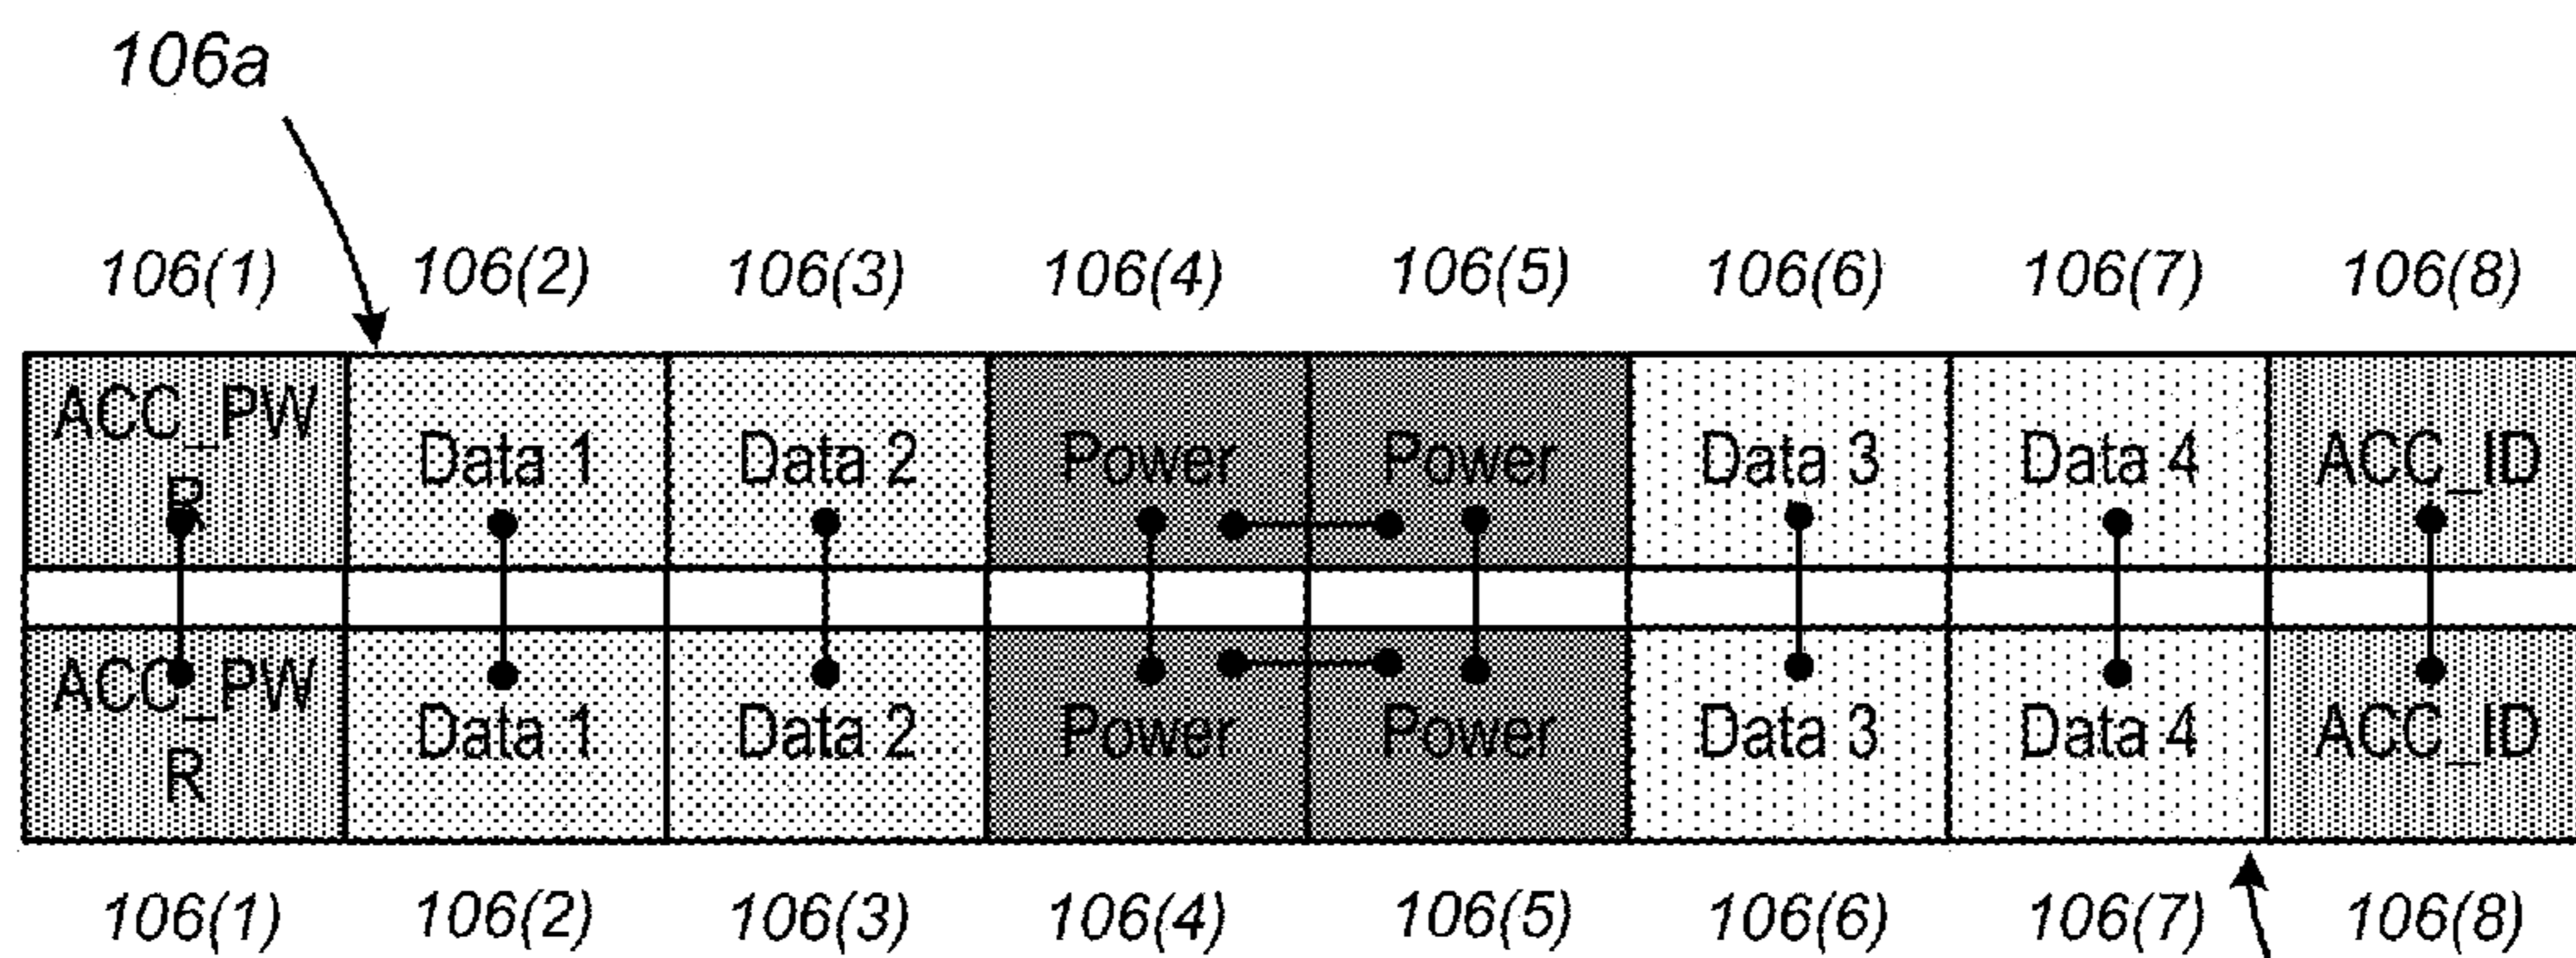 106a
106(1) 106(2) 106(3) 106(4) 106(5) 106(6) 106(7) 106(8)
ACC_PW
R
Data 1 Data 2 Power Power Data 3 Data 4 ACC_ID
ACC_PW
R
Data 1 Data 2 Power Power Data 3 Data 4 ACC_ID
106(1) 106(2) 106(3) 106(4) 106(5) 106(6) 106(7) 106(8)